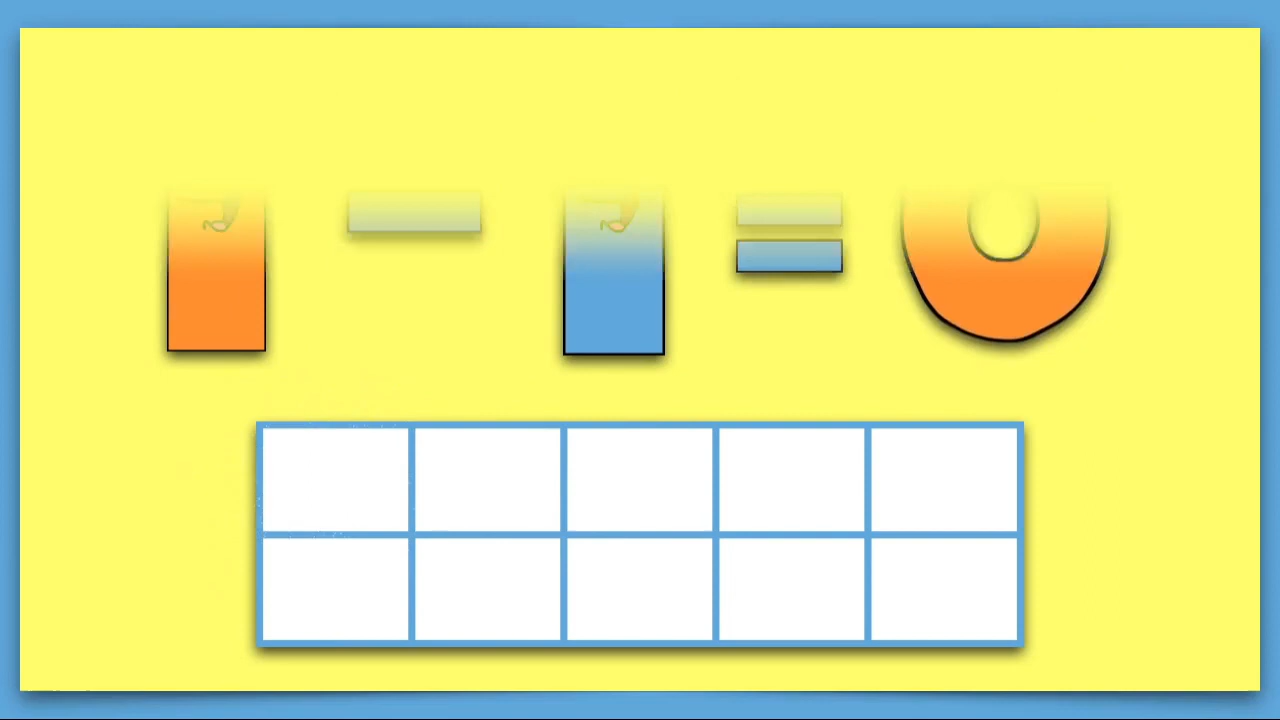 1 - 1 = 0